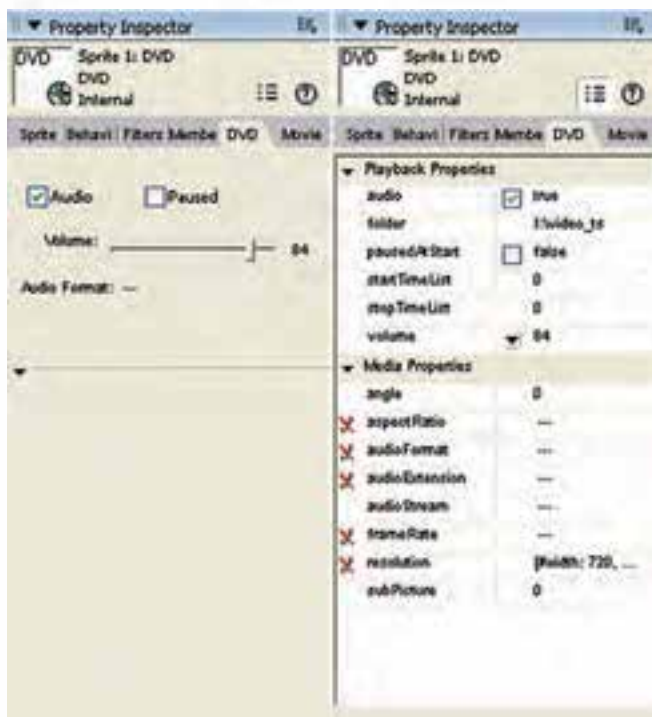 Property Inspector
DVD
Sprite 1: DVD
DVD
Internal
Sprite Behavi Filters Membe DVD Movie
Audio
Paused
Volume:
84
Audio Format: ---
Property Inspector
DVD
Sprite 1: DVD
DVD
Internal
Sprite Behavi Filters Membe DVD Movie
Playback Properties
audio true
folder video_ts
pausedAtStart false
startTimeList 0
stopTimeList 0
volume 84
Media Properties
angle 0
aspectRatio ---
audioFormat ---
audioExtension ---
audioStream ---
frameRate ---
resolution [#width: 720, ...
subPicture 0